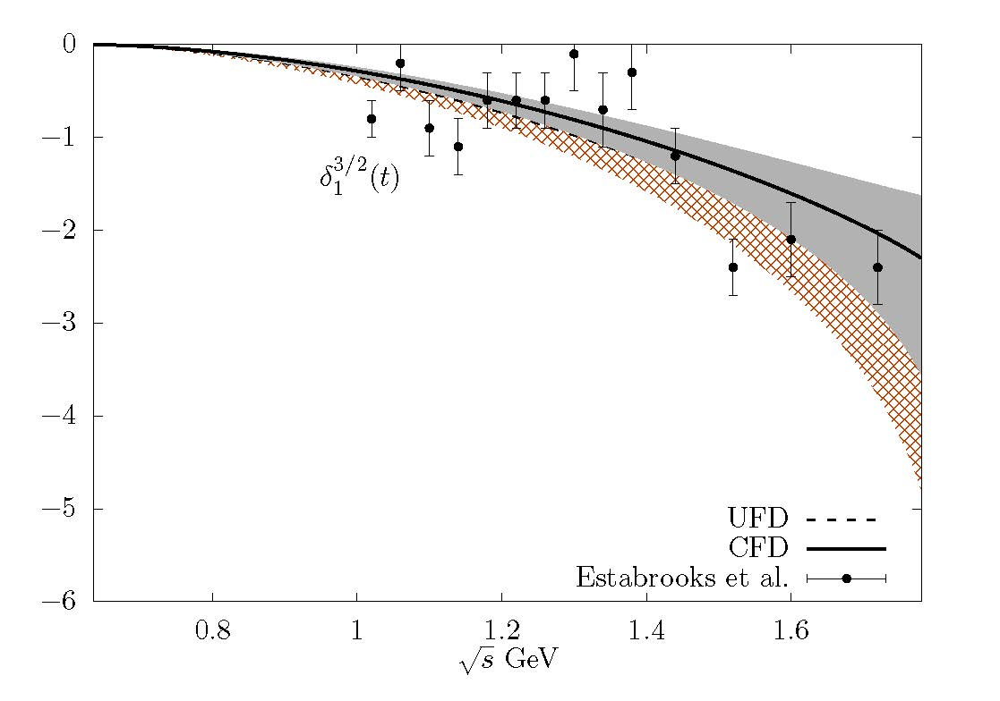 0
−1
−2
−3
−4
−5
−6
δ₁^{3/2}(t)
UFD
CFD
Estabrooks et al.
0.8 1 1.2 1.4 1.6
√s GeV